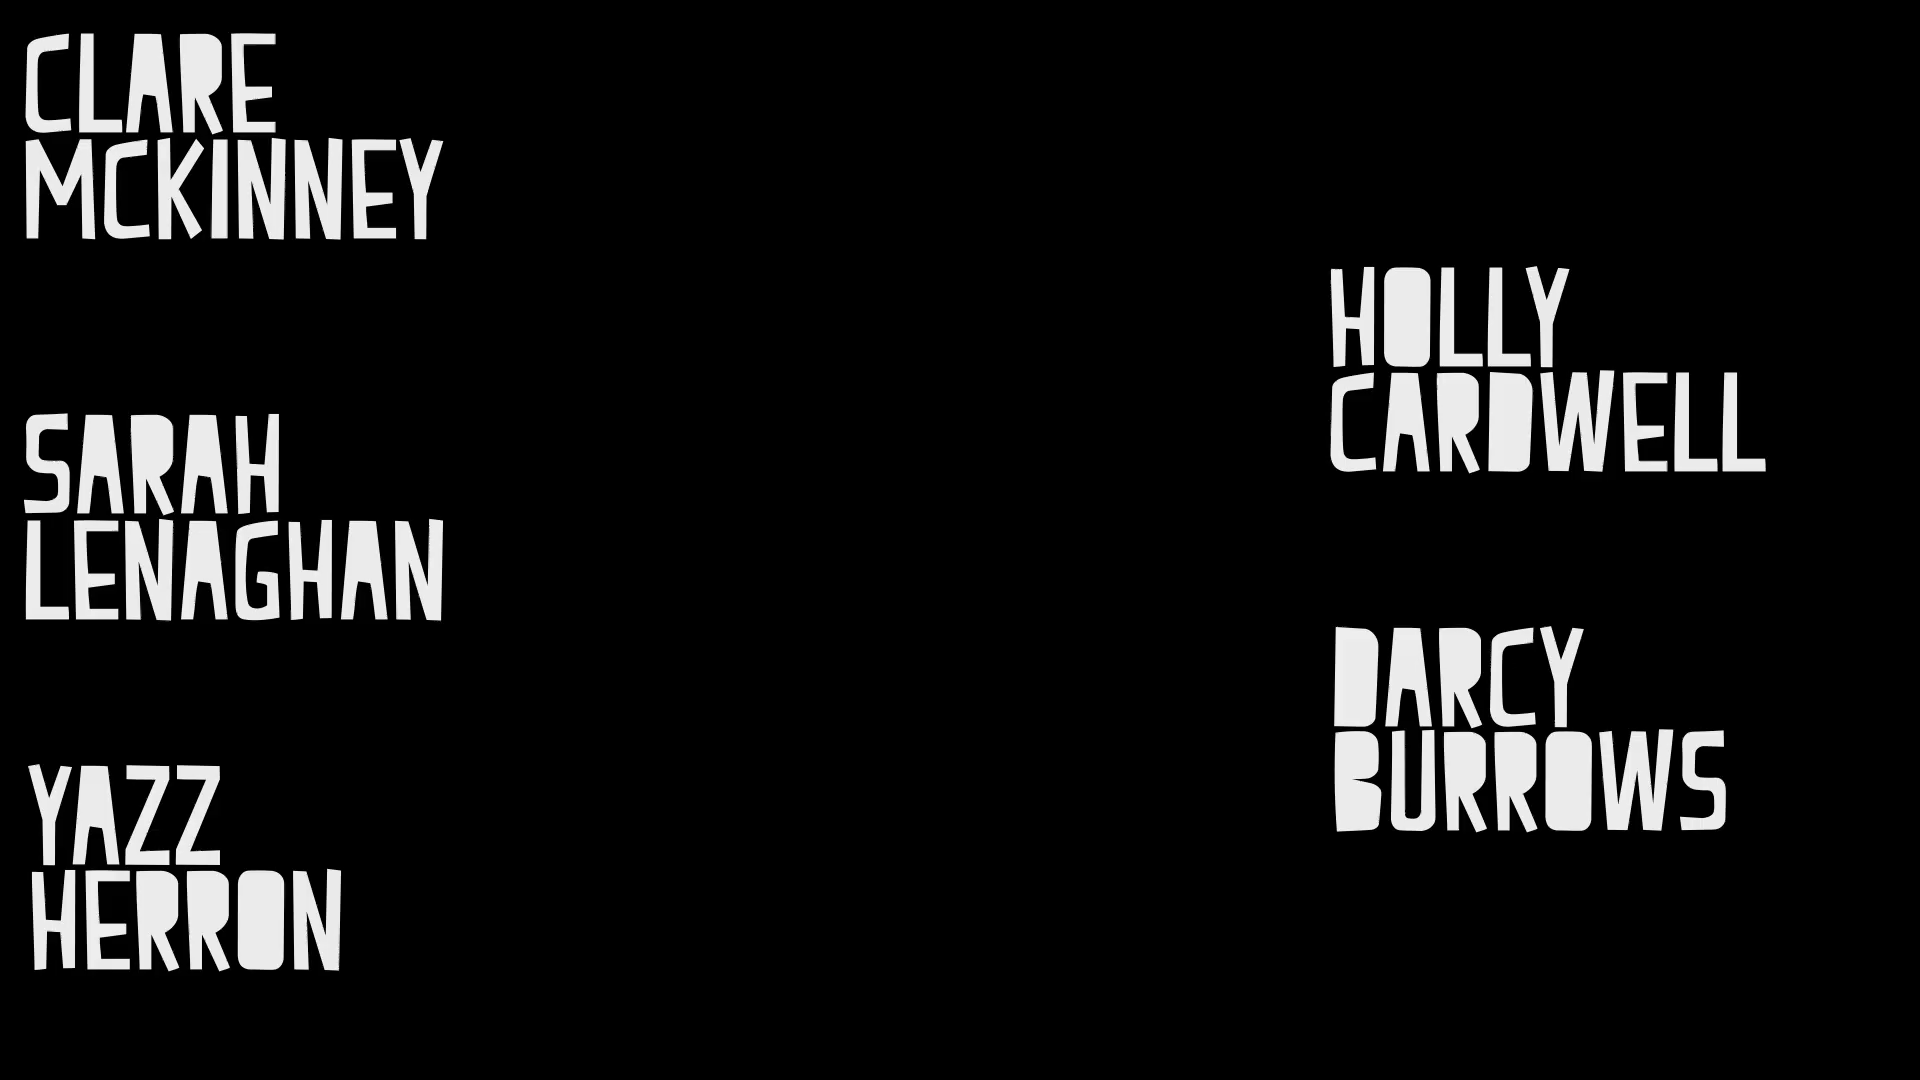 CLARE
MCKINNEY
SARAH
LENAGHAN
YAZZ
HERRON
HOLLY
CARDWELL
DARCY
BURROWS